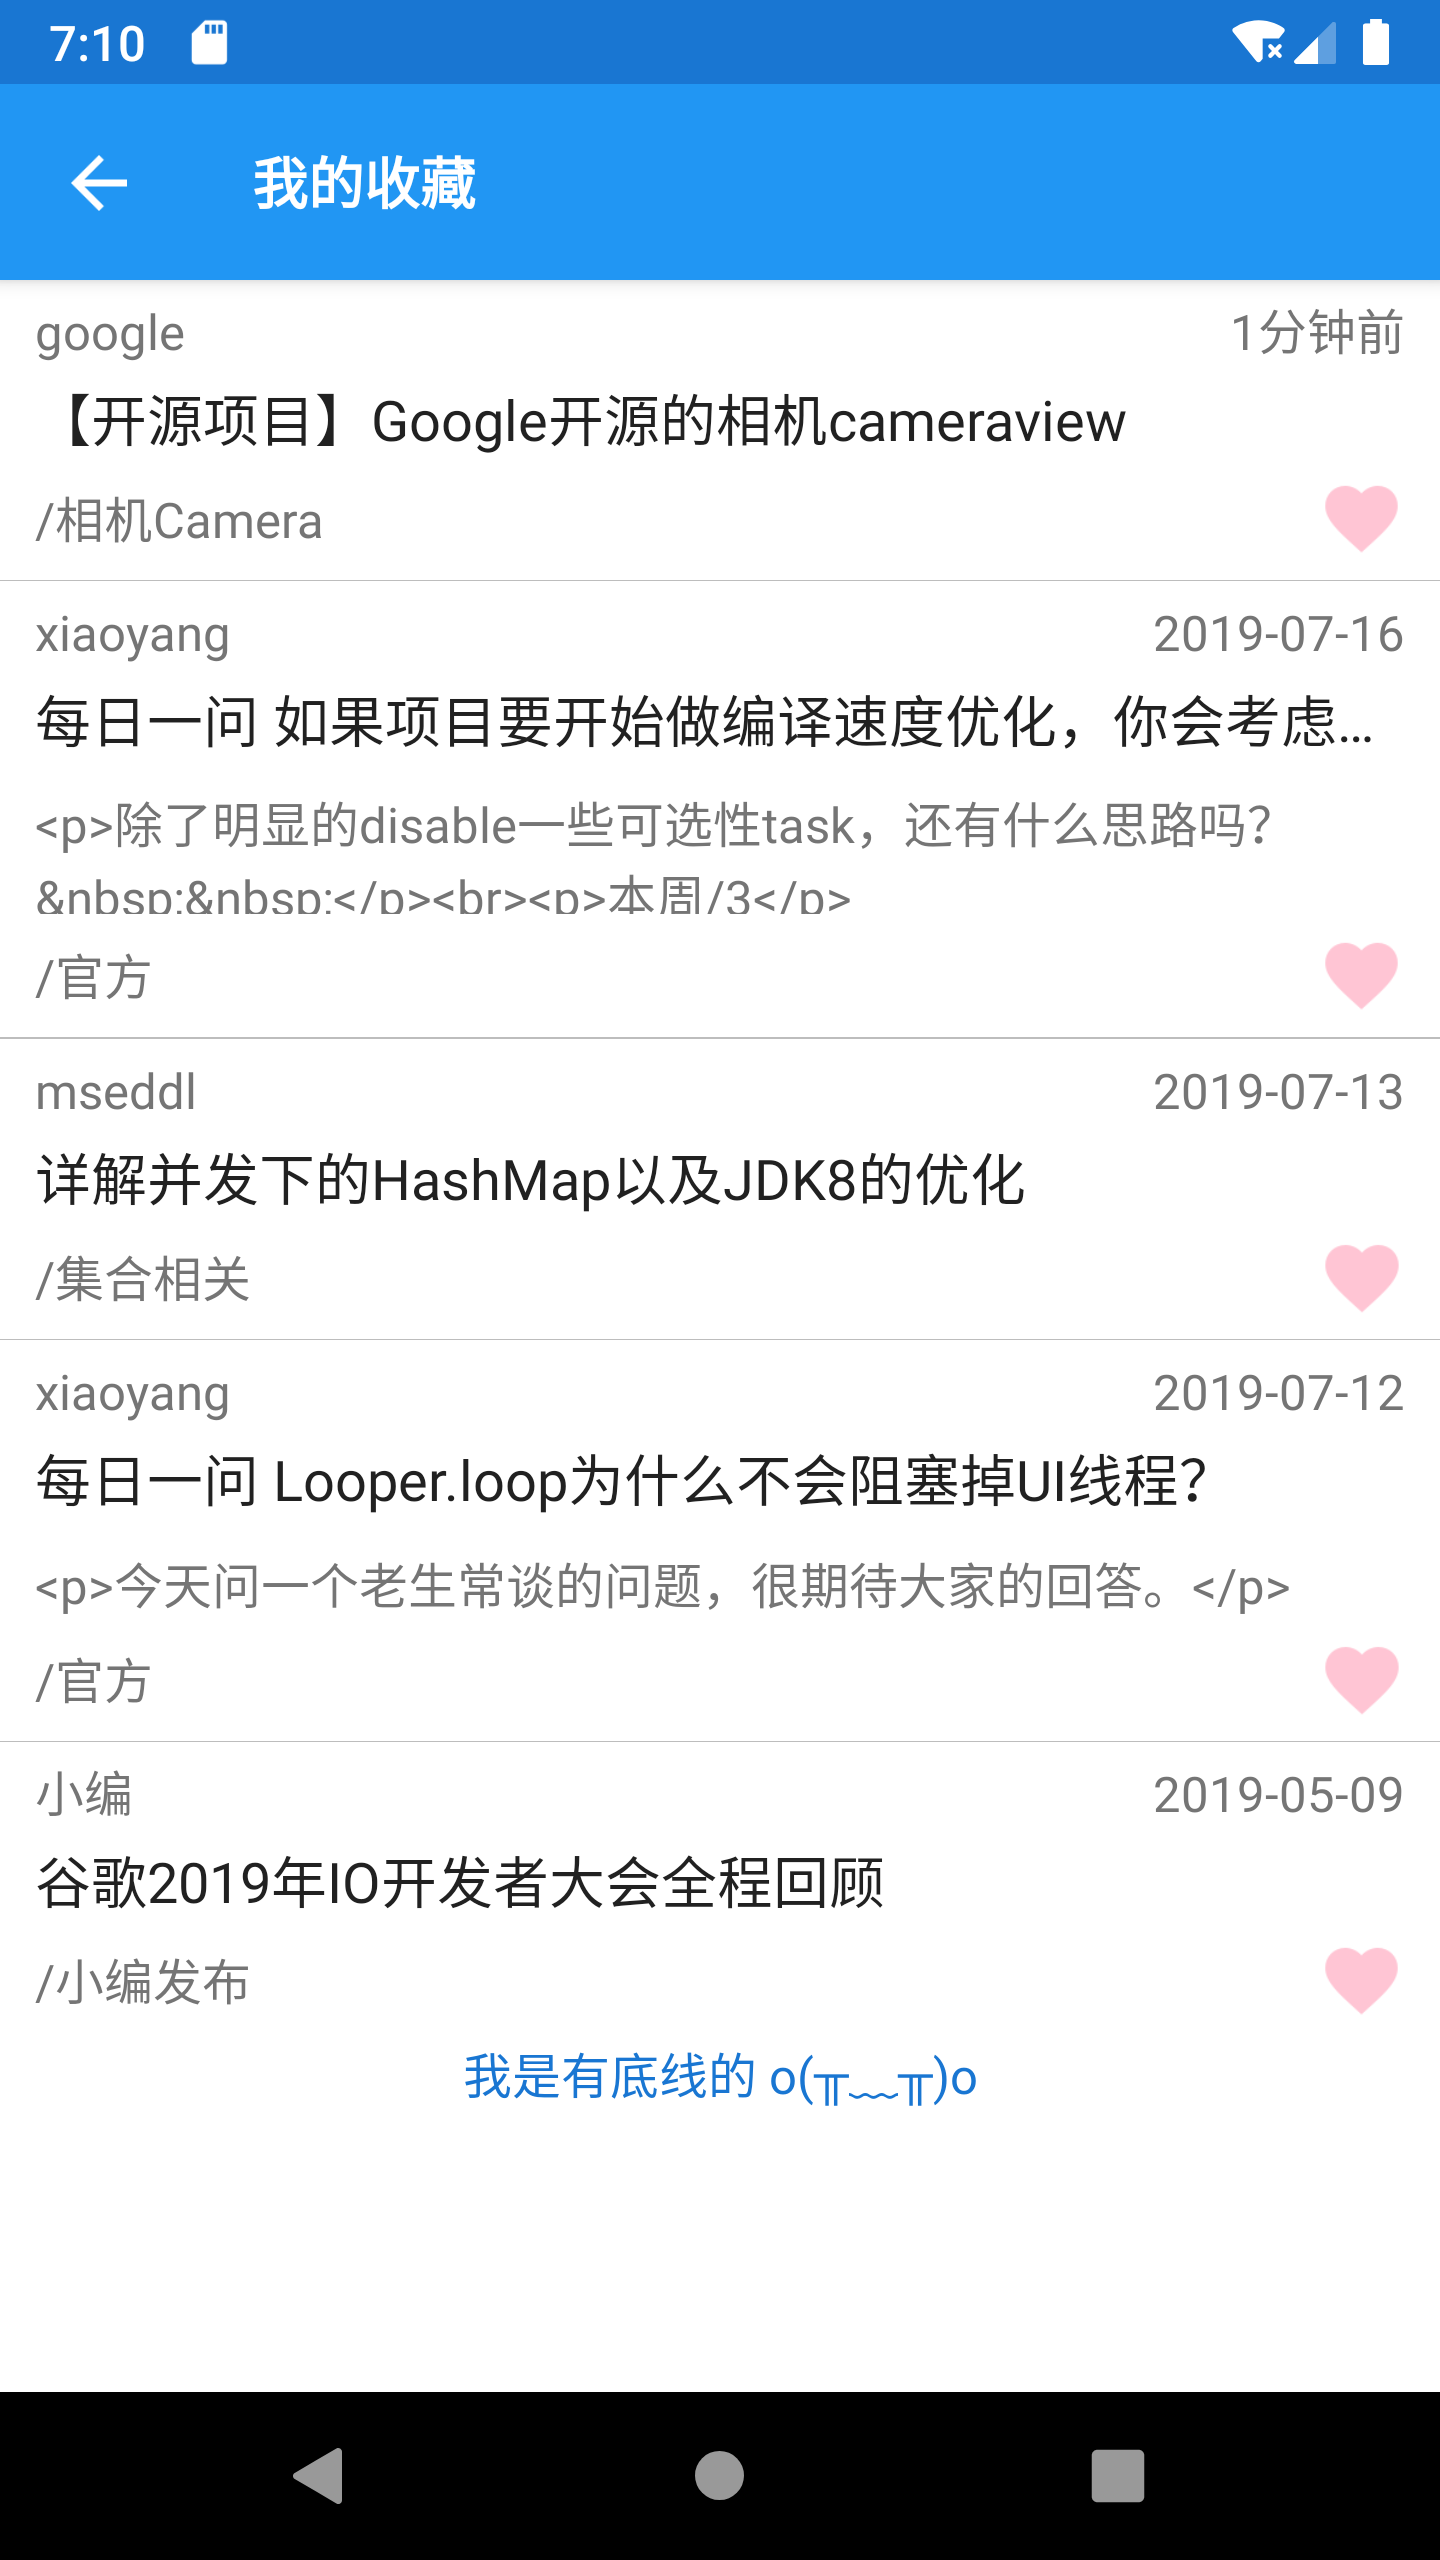 7:10
我的收藏
google 1分钟前
【开源项目】Google开源的相机cameraview
/相机Camera
xiaoyang 2019-07-16
每日一问 如果项目要开始做编译速度优化，你会考虑...
<p>除了明显的disable一些可选性task，还有什么思路吗？
&nbsp;&nbsp;</p><br><p>本周/3</p>
/官方
mseddl 2019-07-13
详解并发下的HashMap以及JDK8的优化
/集合相关
xiaoyang 2019-07-12
每日一问 Looper.loop为什么不会阻塞掉UI线程？
<p>今天问一个老生常谈的问题，很期待大家的回答。</p>
/官方
小编 2019-05-09
谷歌2019年IO开发者大会全程回顾
/小编发布
我是有底线的 o(╥﹏╥)o